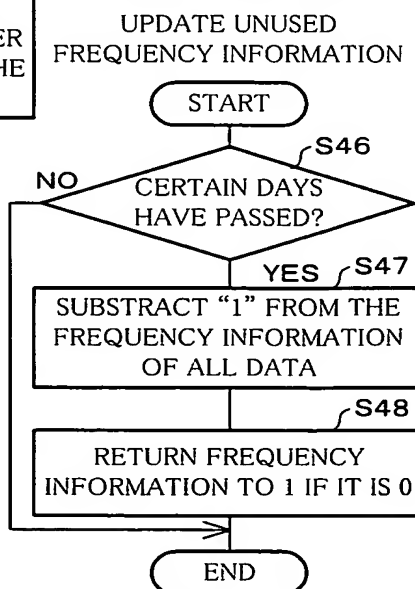 ER
HE
UPDATE UNUSED
FREQUENCY INFORMATION
START
S46
NO
CERTAIN DAYS
HAVE PASSED?
YES
S47
SUBSTRACT "1" FROM THE
FREQUENCY INFORMATION
OF ALL DATA
S48
RETURN FREQUENCY
INFORMATION TO 1 IF IT IS 0
END